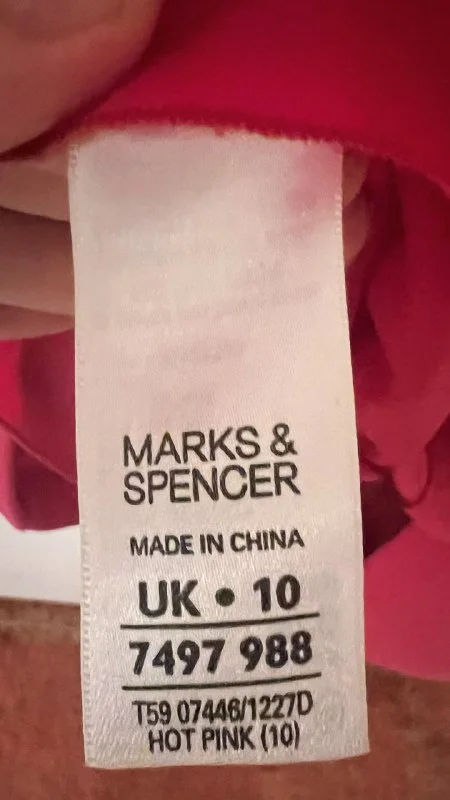 MARKS &
SPENCER
MADE IN CHINA
UK • 10
7497 988
T59 07446/1227D
HOT PINK (10)